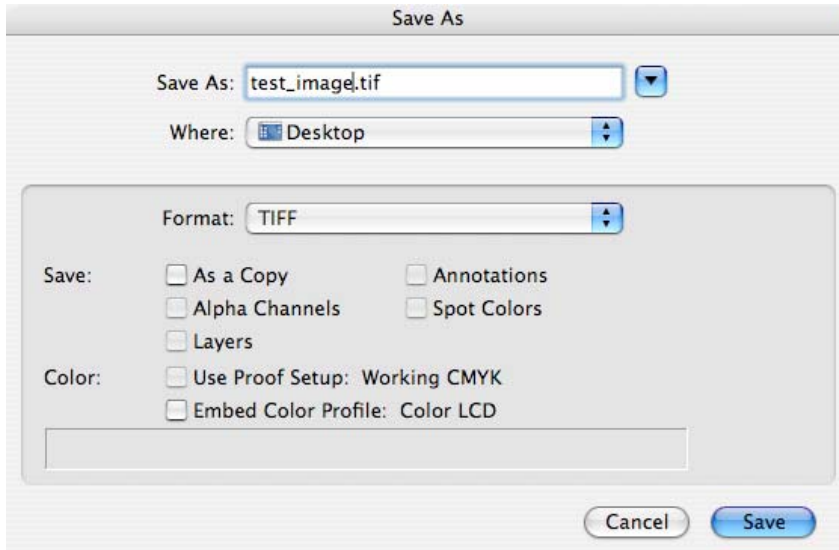 Save As
Save As: test_image.tif
Where: Desktop
Format: TIFF
Save: As a Copy Annotations
Alpha Channels Spot Colors
Layers
Color: Use Proof Setup: Working CMYK
Embed Color Profile: Color LCD
Cancel Save